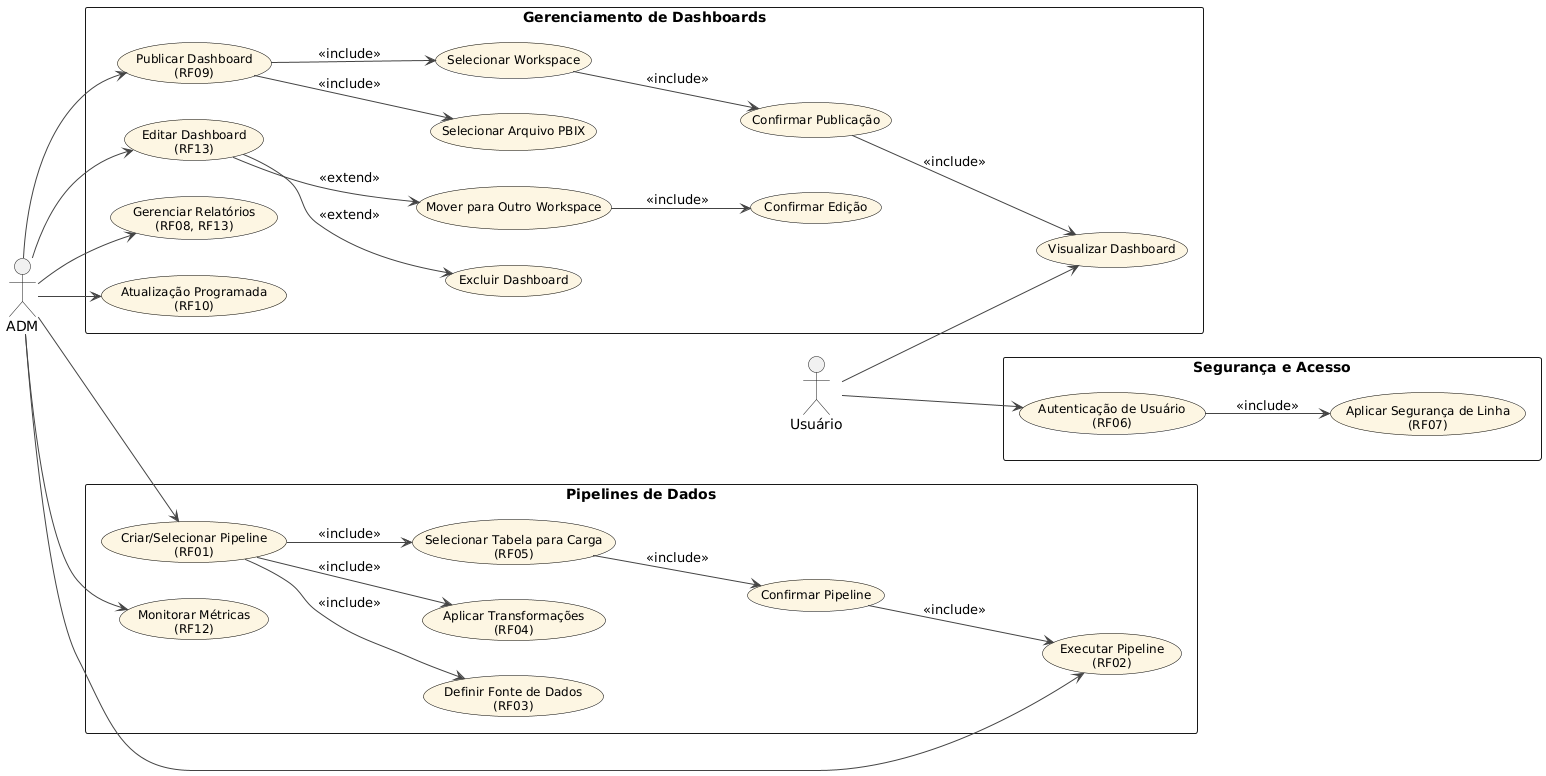 Gerenciamento de Dashboards
Publicar Dashboard
(RF09)
«include»
Selecionar Workspace
«include»
«include»
Selecionar Arquivo PBIX
Confirmar Publicação
Editar Dashboard
(RF13)
«include»
«extend»
Mover para Outro Workspace
«include»
Confirmar Edição
Gerenciar Relatórios
(RF08, RF13)
«extend»
Visualizar Dashboard
Excluir Dashboard
Atualização Programada
(RF10)
ADM
Usuário
Segurança e Acesso
Autenticação de Usuário
(RF06)
«include»
Aplicar Segurança de Linha
(RF07)
Pipelines de Dados
Criar/Selecionar Pipeline
(RF01)
«include»
Selecionar Tabela para Carga
(RF05)
«include»
«include»
Confirmar Pipeline
Monitorar Métricas
(RF12)
«include»
Aplicar Transformações
(RF04)
«include»
Executar Pipeline
(RF02)
Definir Fonte de Dados
(RF03)